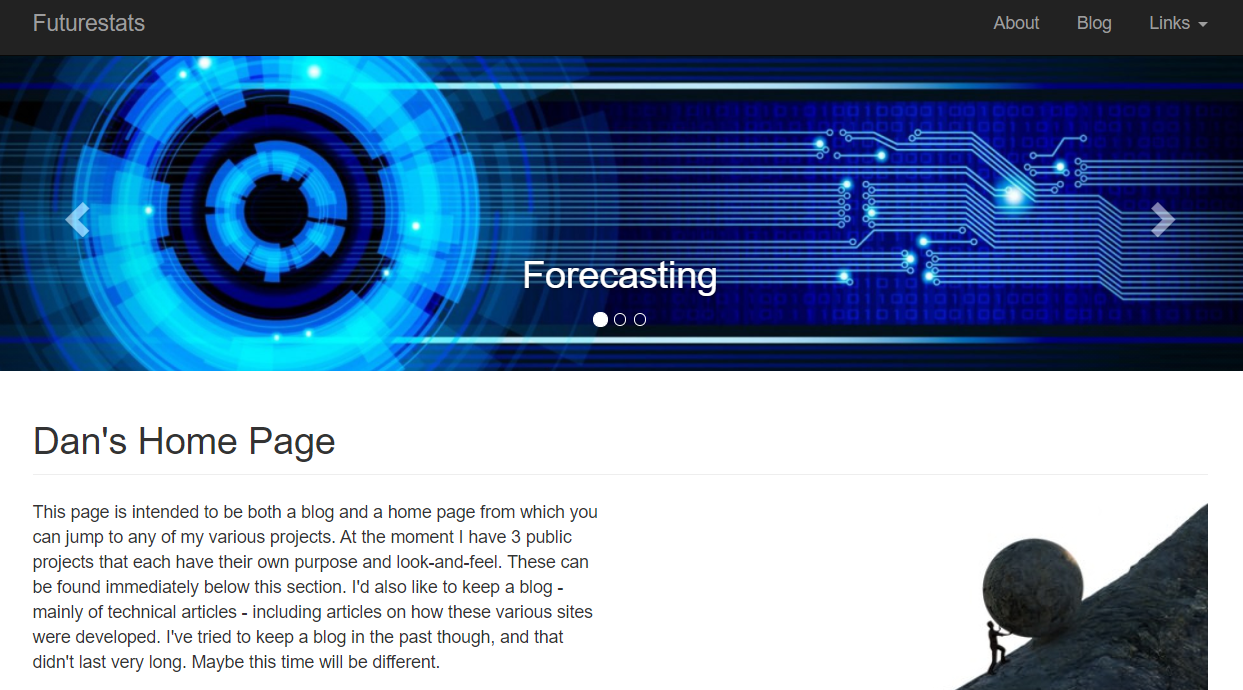 Futurestats
About
Blog
Links
Forecasting
Dan's Home Page
This page is intended to be both a blog and a home page from which you
can jump to any of my various projects. At the moment I have 3 public
projects that each have their own purpose and look-and-feel. These can
be found immediately below this section. I'd also like to keep a blog -
mainly of technical articles - including articles on how these various sites
were developed. I've tried to keep a blog in the past though, and that
didn't last very long. Maybe this time will be different.